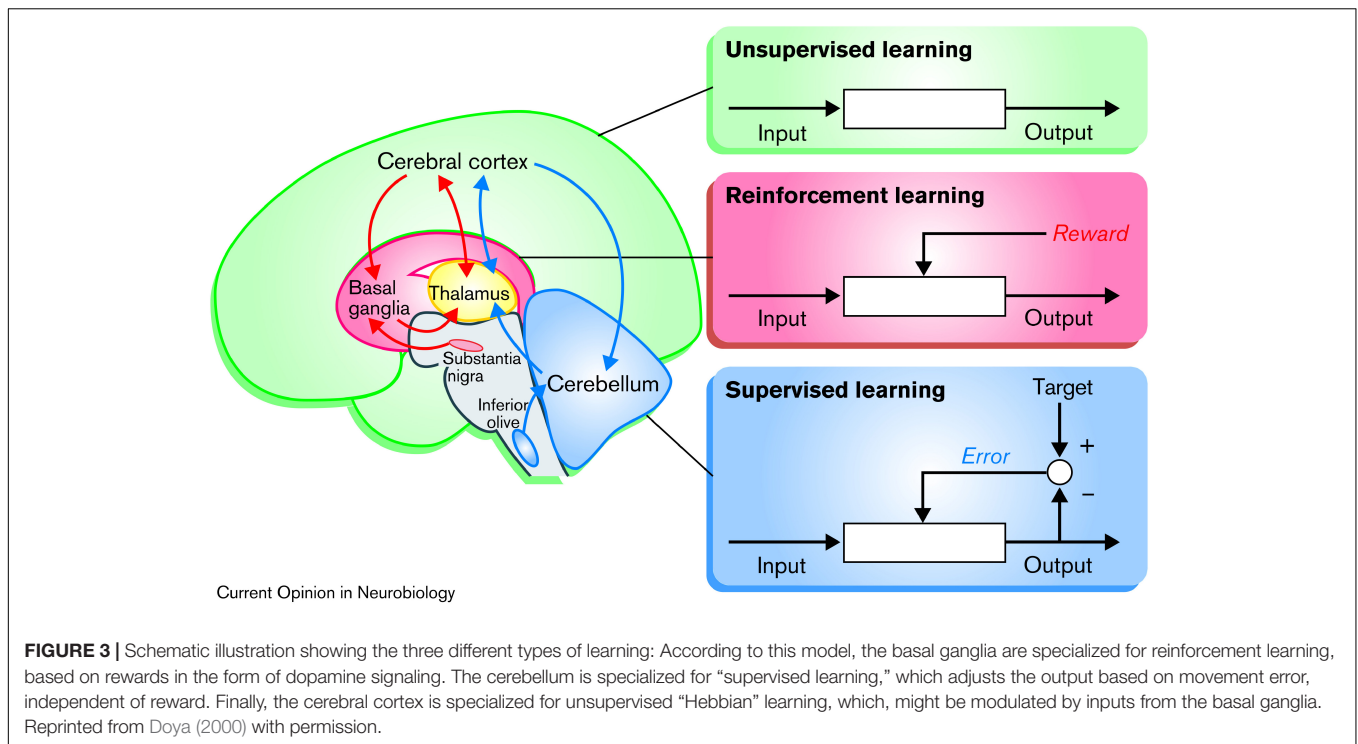 Unsupervised learning
Input
Output
Cerebral cortex
Reinforcement learning
Reward
Input
Output
Basal
ganglia
Thalamus
Substantia
nigra
Cerebellum
Inferior
olive
Supervised learning
Target
+
Error
−
Input
Output
Current Opinion in Neurobiology
FIGURE 3 | Schematic illustration showing the three different types of learning: According to this model, the basal ganglia are specialized for reinforcement learning,
based on rewards in the form of dopamine signaling. The cerebellum is specialized for “supervised learning,” which adjusts the output based on movement error,
independent of reward. Finally, the cerebral cortex is specialized for unsupervised “Hebbian” learning, which, might be modulated by inputs from the basal ganglia.
Reprinted from Doya (2000) with permission.